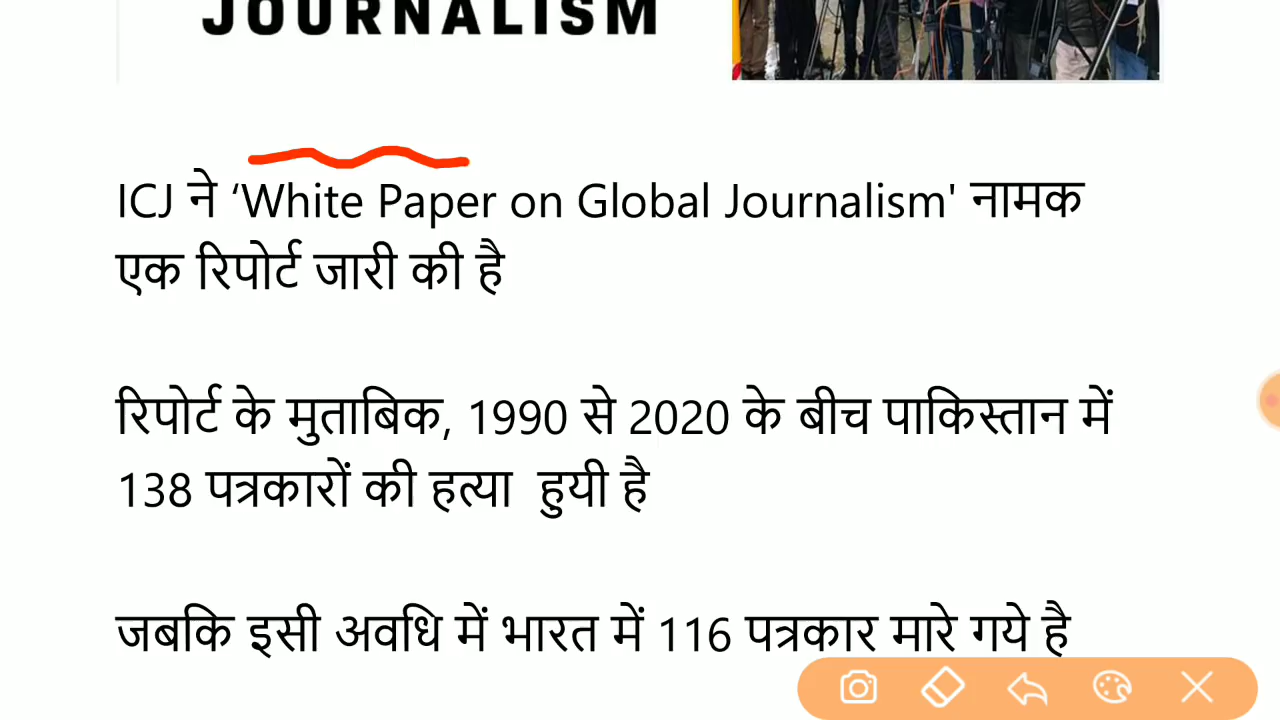 JOURNALISM
ICJ ने ‘White Paper on Global Journalism' नामक
एक रिपोर्ट जारी की है
रिपोर्ट के मुताबिक, 1990 से 2020 के बीच पाकिस्तान में
138 पत्रकारों की हत्या हुयी है
जबकि इसी अवधि में भारत में 116 पत्रकार मारे गये है